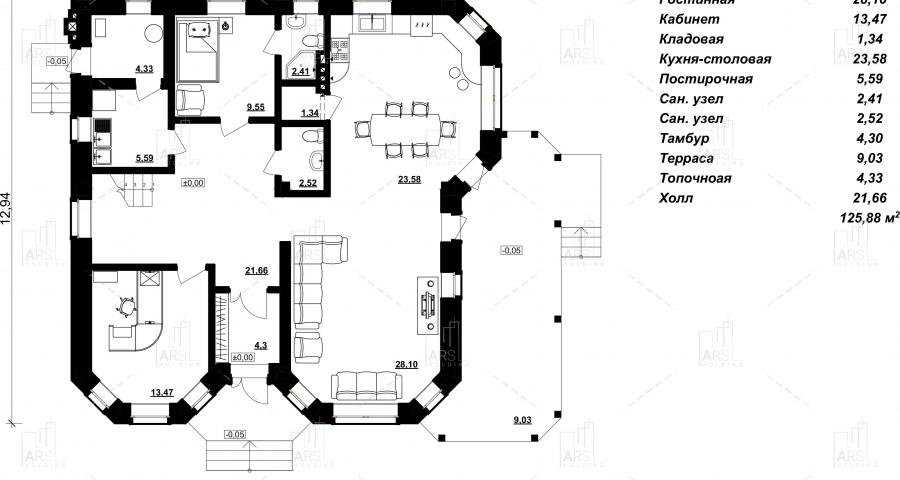 Гостинная 28,10
Кабинет 13,47
Кладовая 1,34
Кухня-столовая 23,58
Постирочная 5,59
Сан. узел 2,41
Сан. узел 2,52
Тамбур 4,30
Терраса 9,03
Топочноая 4,33
Холл 21,66
125,88 м²
-0,05
4.33
2,41
9.55
1.34
5.59
±0,00
2,52
23.58
12,94
-0,05
21.66
4.3
±0,00
28.10
13.47
9.03
-0,05
ARS
HOLDING